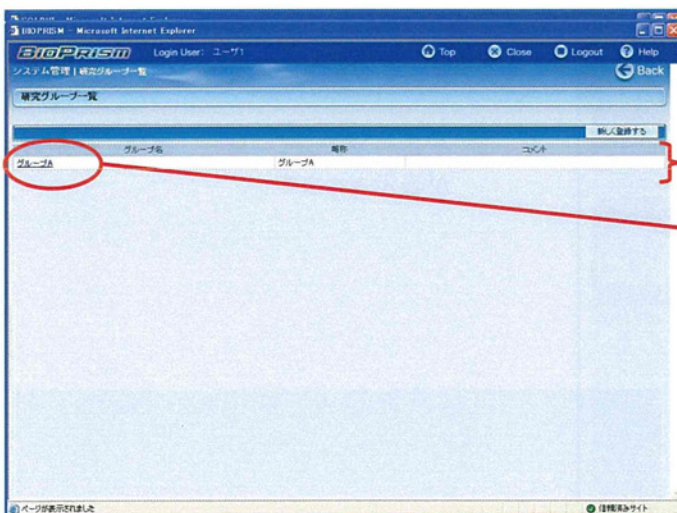 BIOPRISM - Microsoft Internet Explorer
BIOPRISM Login User: ユーザ1 Top Close Logout Help
システム管理 | 研究グループ一覧 Back
研究グループ一覧
新しく登録する
グループ名 略称 コメント
グループA グループA
ページが表示されました 信頼済みサイト